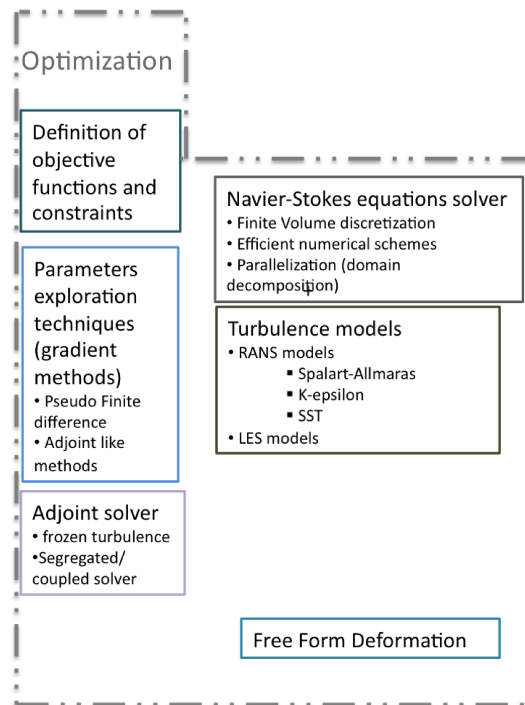 Optimization
Definition of
objective
functions and
constraints
Parameters
exploration
techniques
(gradient
methods)
• Pseudo Finite
difference
• Adjoint like
methods
Adjoint solver
• frozen turbulence
•Segregated/
coupled solver
Navier-Stokes equations solver
• Finite Volume discretization
• Efficient numerical schemes
• Parallelization (domain
decomposition)
Turbulence models
• RANS models
▪ Spalart-Allmaras
▪ K-epsilon
▪ SST
• LES models
Free Form Deformation